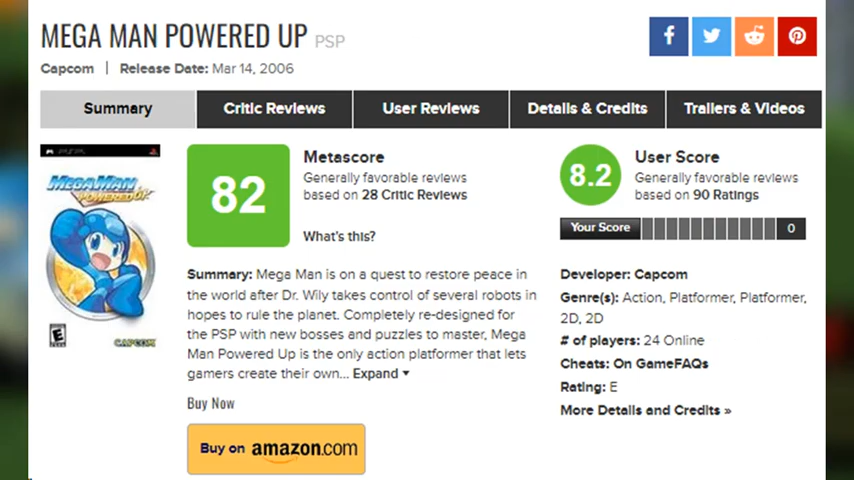 MEGA MAN POWERED UP PSP
Capcom | Release Date: Mar 14, 2006
Summary
Critic Reviews
User Reviews
Details & Credits
Trailers & Videos
PSP
MEGAMAN
POWERED UP
E
CAPCOM
82
Metascore
Generally favorable reviews
based on 28 Critic Reviews
What's this?
8.2
User Score
Generally favorable reviews
based on 90 Ratings
Your Score 0
Summary: Mega Man is on a quest to restore peace in
the world after Dr. Wily takes control of several robots in
hopes to rule the planet. Completely re-designed for
the PSP with new bosses and puzzles to master, Mega
Man Powered Up is the only action platformer that lets
gamers create their own... Expand
Buy Now
Buy on amazon.com
Developer: Capcom
Genre(s): Action, Platformer, Platformer,
2D, 2D
# of players: 24 Online
Cheats: On GameFAQs
Rating: E
More Details and Credits »